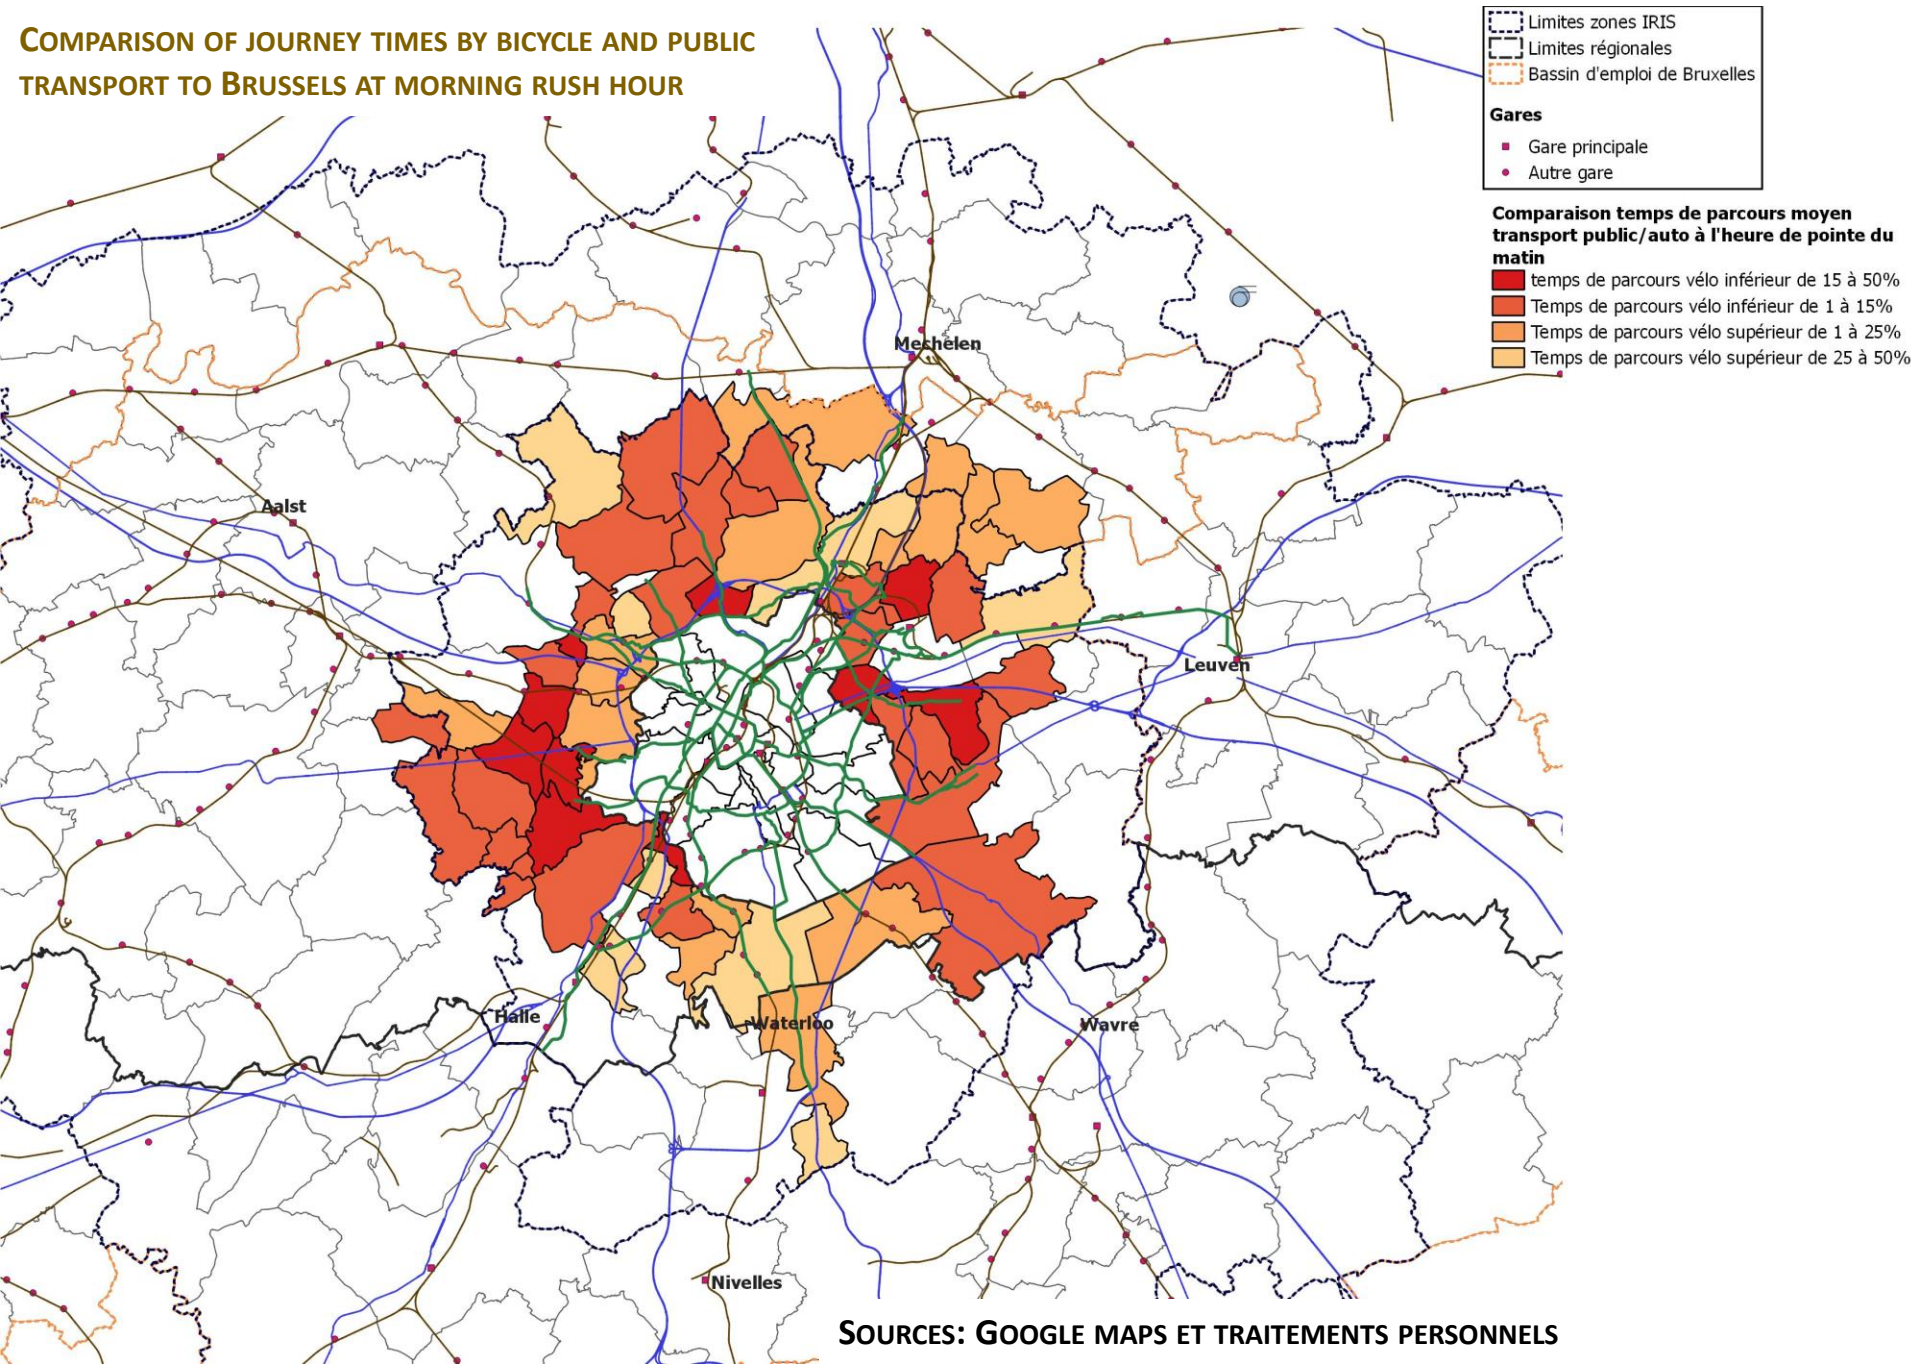 COMPARISON OF JOURNEY TIMES BY BICYCLE AND PUBLIC
TRANSPORT TO BRUSSELS AT MORNING RUSH HOUR
Limites zones IRIS
Limites régionales
Bassin d'emploi de Bruxelles
Gares
Gare principale
Autre gare
Comparaison temps de parcours moyen
transport public/auto à l'heure de pointe du
matin
temps de parcours vélo inférieur de 15 à 50%
Temps de parcours vélo inférieur de 1 à 15%
Temps de parcours vélo supérieur de 1 à 25%
Temps de parcours vélo supérieur de 25 à 50%
Mechelen
Aalst
Leuven
Halle
Waterloo
Wavre
Nivelles
SOURCES: GOOGLE MAPS ET TRAITEMENTS PERSONNELS